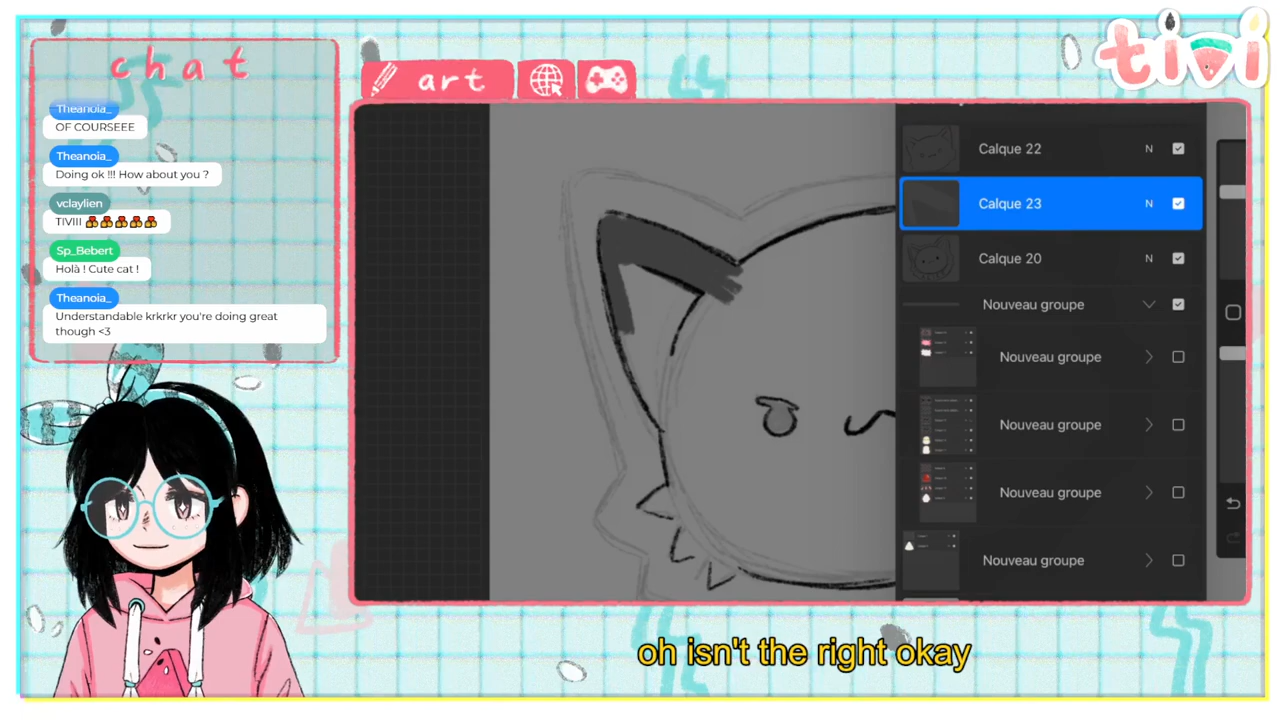 chat
Theanoia_
OF COURSEEE
Theanoia_
Doing ok !!! How about you ?
vclaylien
TIVIII
Sp_Bebert
Holà ! Cute cat !
Theanoia_
Understandable krkrkr you're doing great
though <3
art
tivi
Calque 22 N
Calque 23 N
Calque 20 N
Nouveau groupe
Nouveau groupe
Nouveau groupe
Nouveau groupe
Nouveau groupe
oh isn't the right okay